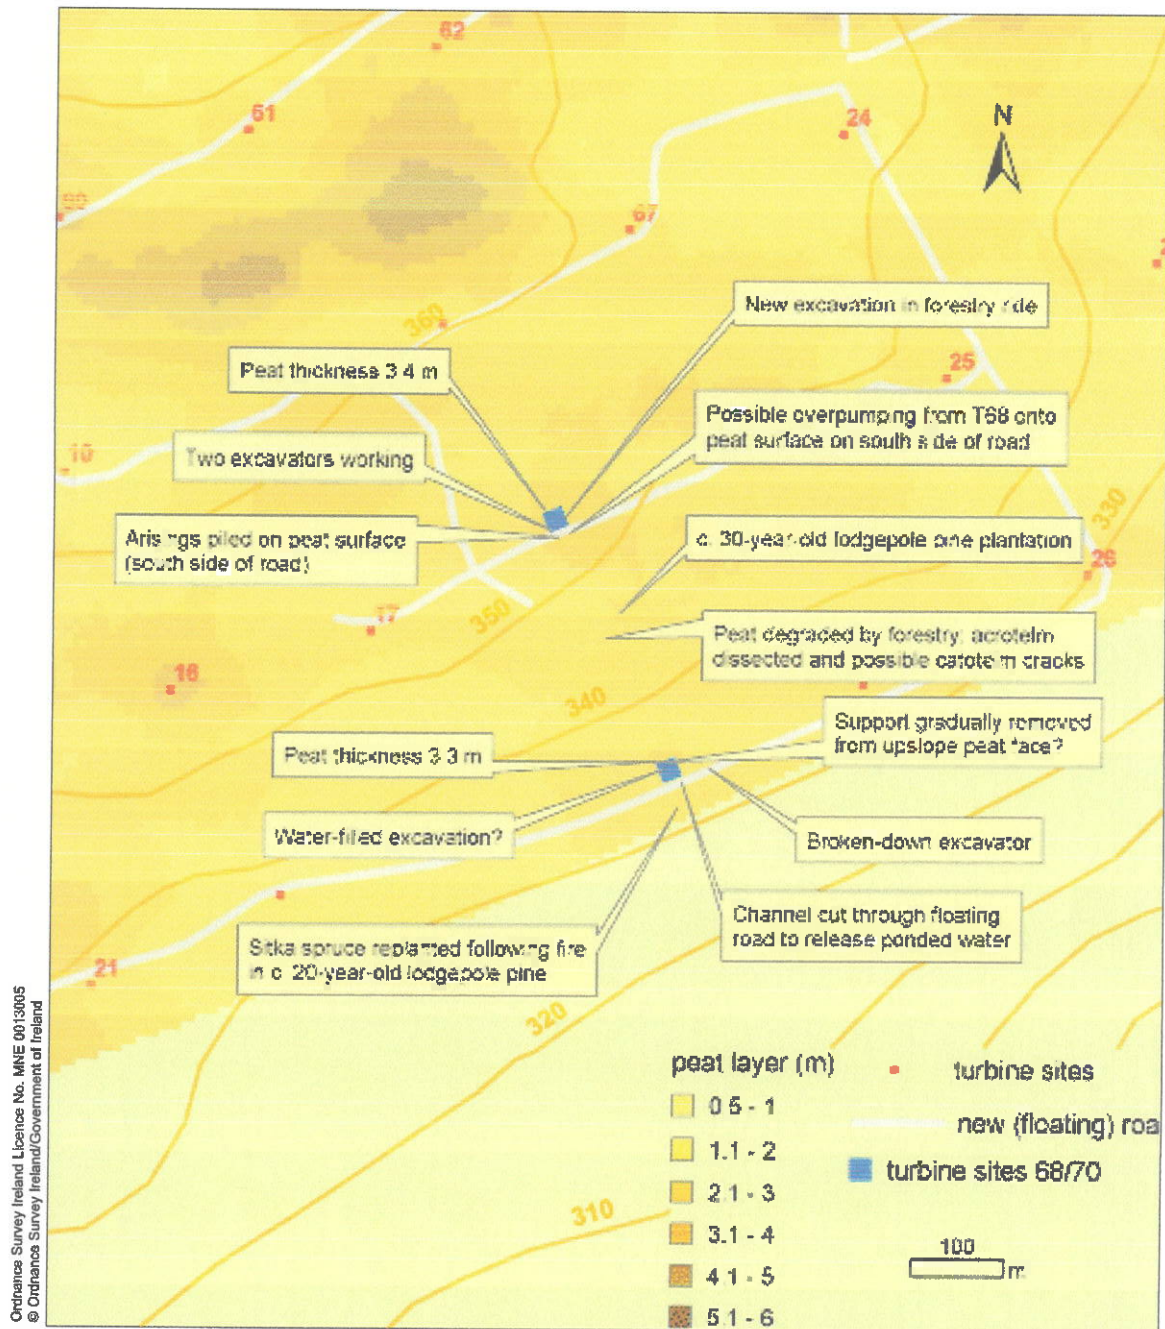 62
61
24
N
67
New excavation in forestry ride
360
Peat thickness 3.4 m
25
Possible overpumping from T68 onto
peat surface on south side of road
Two excavators working
330
Arisings piled on peat surface
(south side of road)
c. 30-year-old lodgepole pine plantation
26
350
17
Peat degraded by forestry; acrotelm
dissected and possible catotelm cracks
16
340
Support gradually removed
from upslope peat face?
Peat thickness 3.3 m
Water-filled excavation?
Broken-down excavator
Channel cut through floating
road to release ponded water
Sitka spruce replanted following fire
in c. 20-year-old lodgepole pine
21
320
peat layer (m)
0.5 - 1
1.1 - 2
2.1 - 3
3.1 - 4
4.1 - 5
5.1 - 6
turbine sites
new (floating) roa
turbine sites 68/70
310
100
m
Ordnance Survey Ireland Licence No. MNE 0013005
© Ordnance Survey Ireland/Government of Ireland